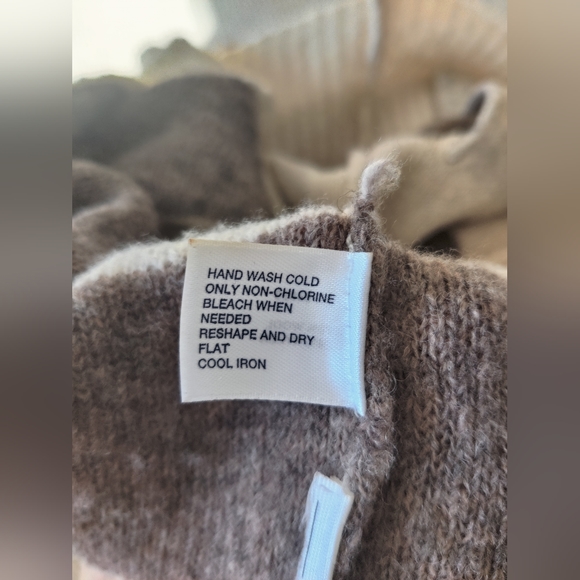 HAND WASH COLD
ONLY NON-CHLORINE
BLEACH WHEN
NEEDED
RESHAPE AND DRY
FLAT
COOL IRON